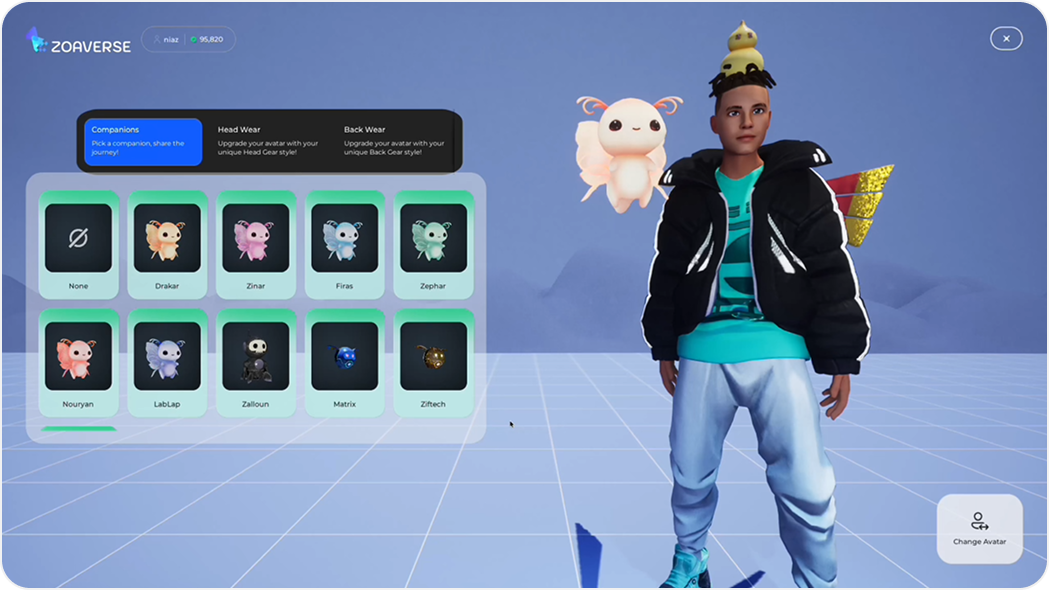 ZOAVERSE
niaz
95,820
Companions
Pick a companion, share the
journey!
Head Wear
Upgrade your avatar with your
unique Head Gear style!
Back Wear
Upgrade your avatar with your
unique Back Gear style!
None
Drakar
Zinar
Firas
Zephar
Nouryan
LabLap
Zalloun
Matrix
Ziftech
Change Avatar